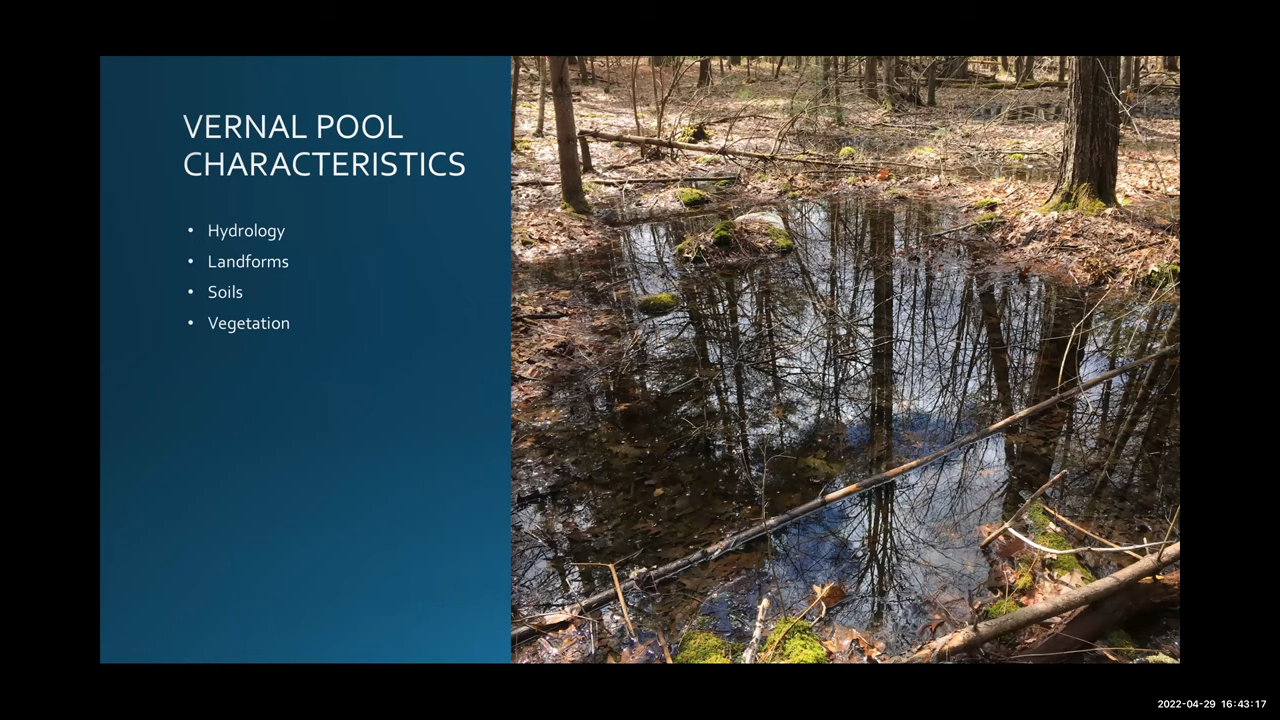 VERNAL POOL
CHARACTERISTICS
• Hydrology
• Landforms
• Soils
• Vegetation
2022-04-29 16:43:17